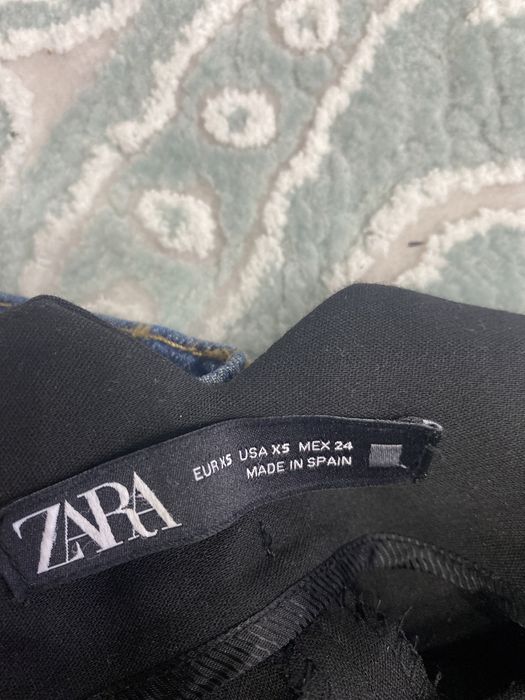 ZARA
EUR XS USA XS MEX 24
MADE IN SPAIN